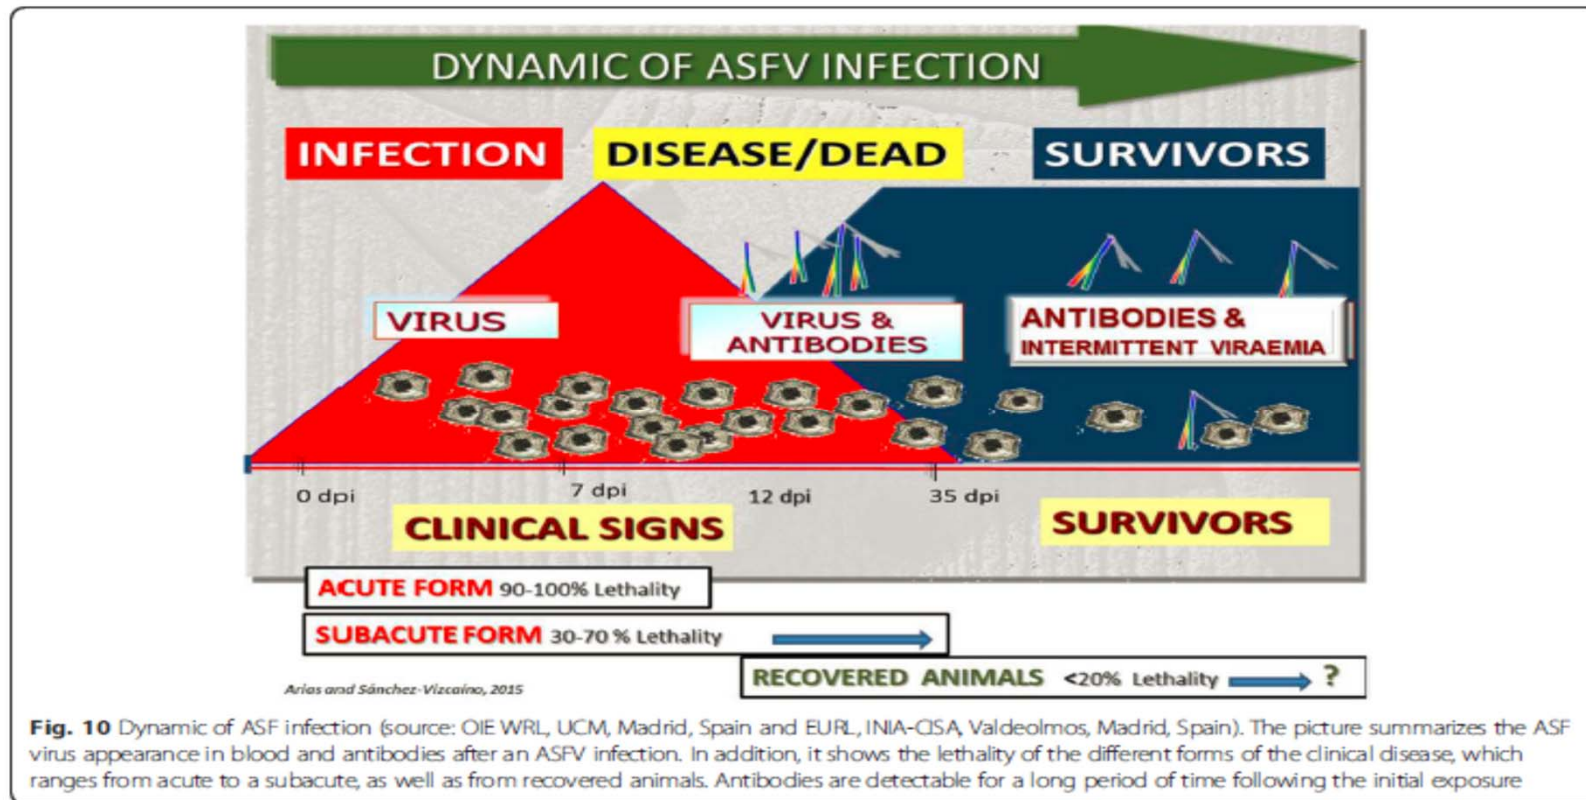 DYNAMIC OF ASFV INFECTION
INFECTION
DISEASE/DEAD
SURVIVORS
VIRUS
VIRUS &
ANTIBODIES
ANTIBODIES &
INTERMITTENT VIRAEMIA
0 dpi
7 dpi
12 dpi
35 dpi
CLINICAL SIGNS
SURVIVORS
ACUTE FORM 90-100% Lethality
SUBACUTE FORM 30-70 % Lethality
RECOVERED ANIMALS <20% Lethality ?
Arias and Sánchez-Vizcaíno, 2015
Fig. 10 Dynamic of ASF infection (source: OIE WRL, UCM, Madrid, Spain and EURL, INIA-CISA, Valdeolmos, Madrid, Spain). The picture summarizes the ASF
virus appearance in blood and antibodies after an ASFV infection. In addition, it shows the lethality of the different forms of the clinical disease, which
ranges from acute to a subacute, as well as from recovered animals. Antibodies are detectable for a long period of time following the initial exposure